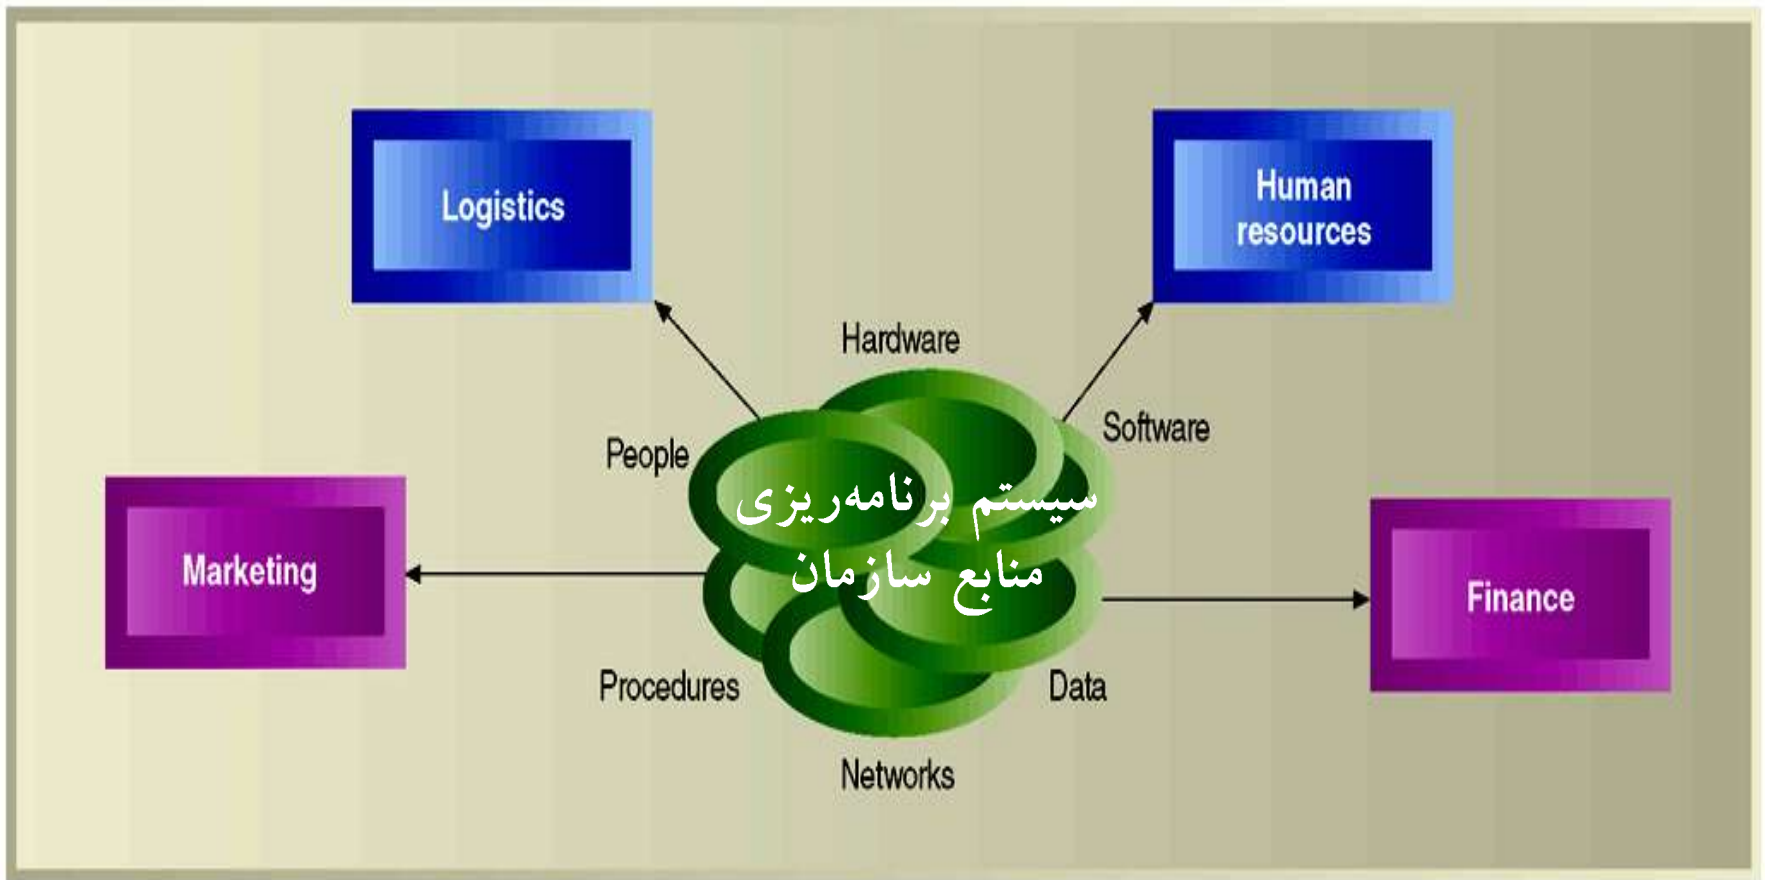 Logistics
Human
resources
Hardware
Software
People
سیستم برنامه‌ریزی
منابع سازمان
Marketing
Finance
Procedures
Data
Networks